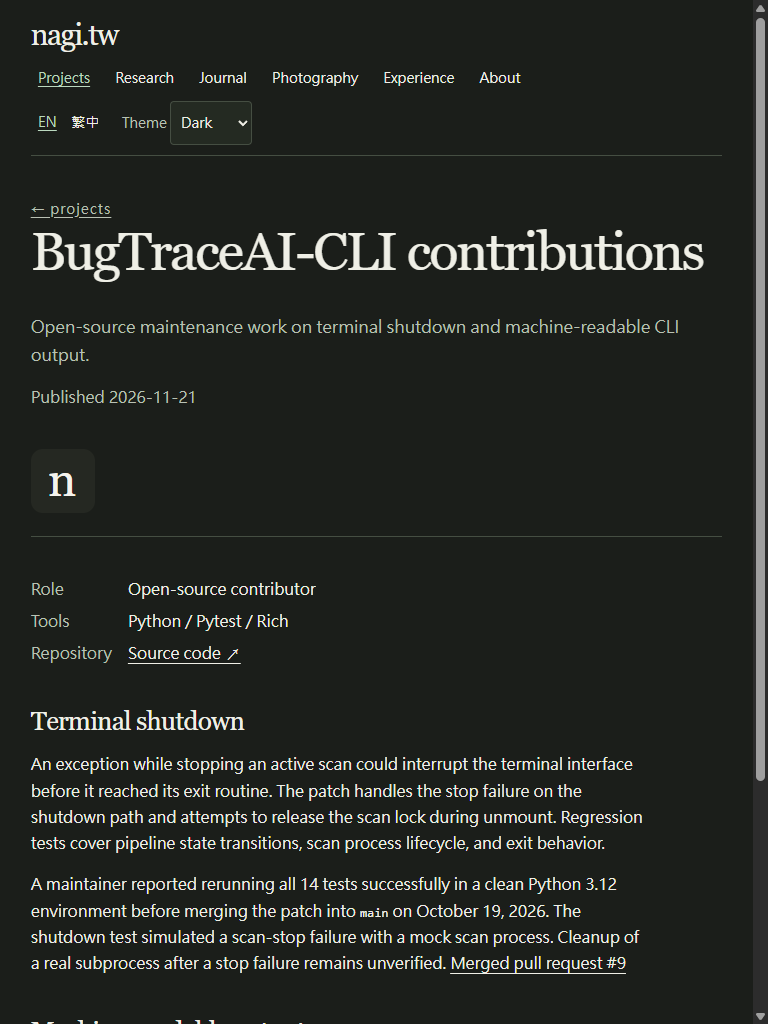 nagi.tw
Projects Research Journal Photography Experience About
EN 繁中 Theme Dark
← projects
BugTraceAI-CLI contributions
Open-source maintenance work on terminal shutdown and machine-readable CLI
output.
Published 2026-11-21
n
Role Open-source contributor
Tools Python / Pytest / Rich
Repository Source code ↗
Terminal shutdown
An exception while stopping an active scan could interrupt the terminal interface
before it reached its exit routine. The patch handles the stop failure on the
shutdown path and attempts to release the scan lock during unmount. Regression
tests cover pipeline state transitions, scan process lifecycle, and exit behavior.
A maintainer reported rerunning all 14 tests successfully in a clean Python 3.12
environment before merging the patch into main on October 19, 2026. The
shutdown test simulated a scan-stop failure with a mock scan process. Cleanup of
a real subprocess after a stop failure remains unverified. Merged pull request #9